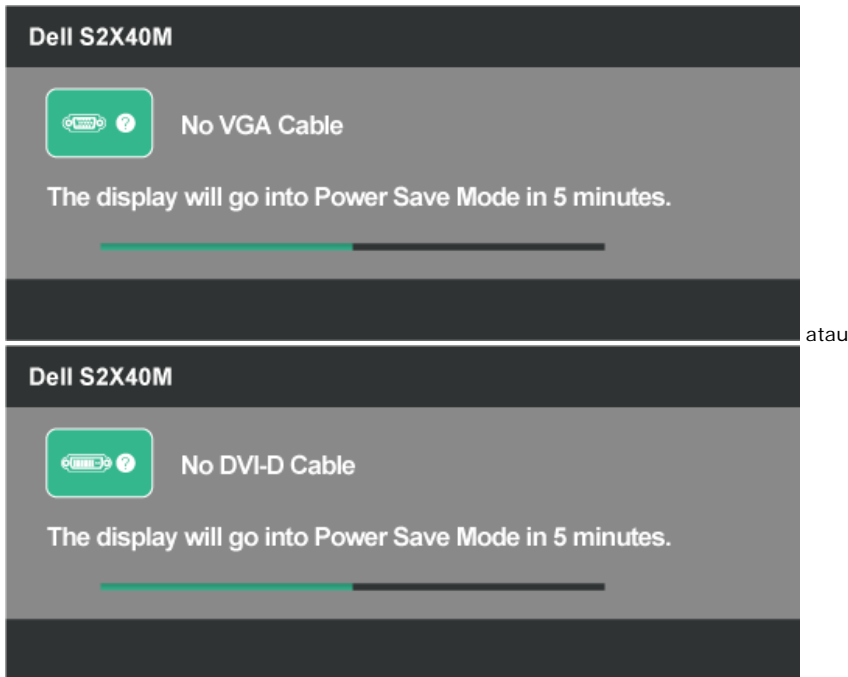 Dell S2X40M
No VGA Cable
The display will go into Power Save Mode in 5 minutes.
atau
Dell S2X40M
No DVI-D Cable
The display will go into Power Save Mode in 5 minutes.